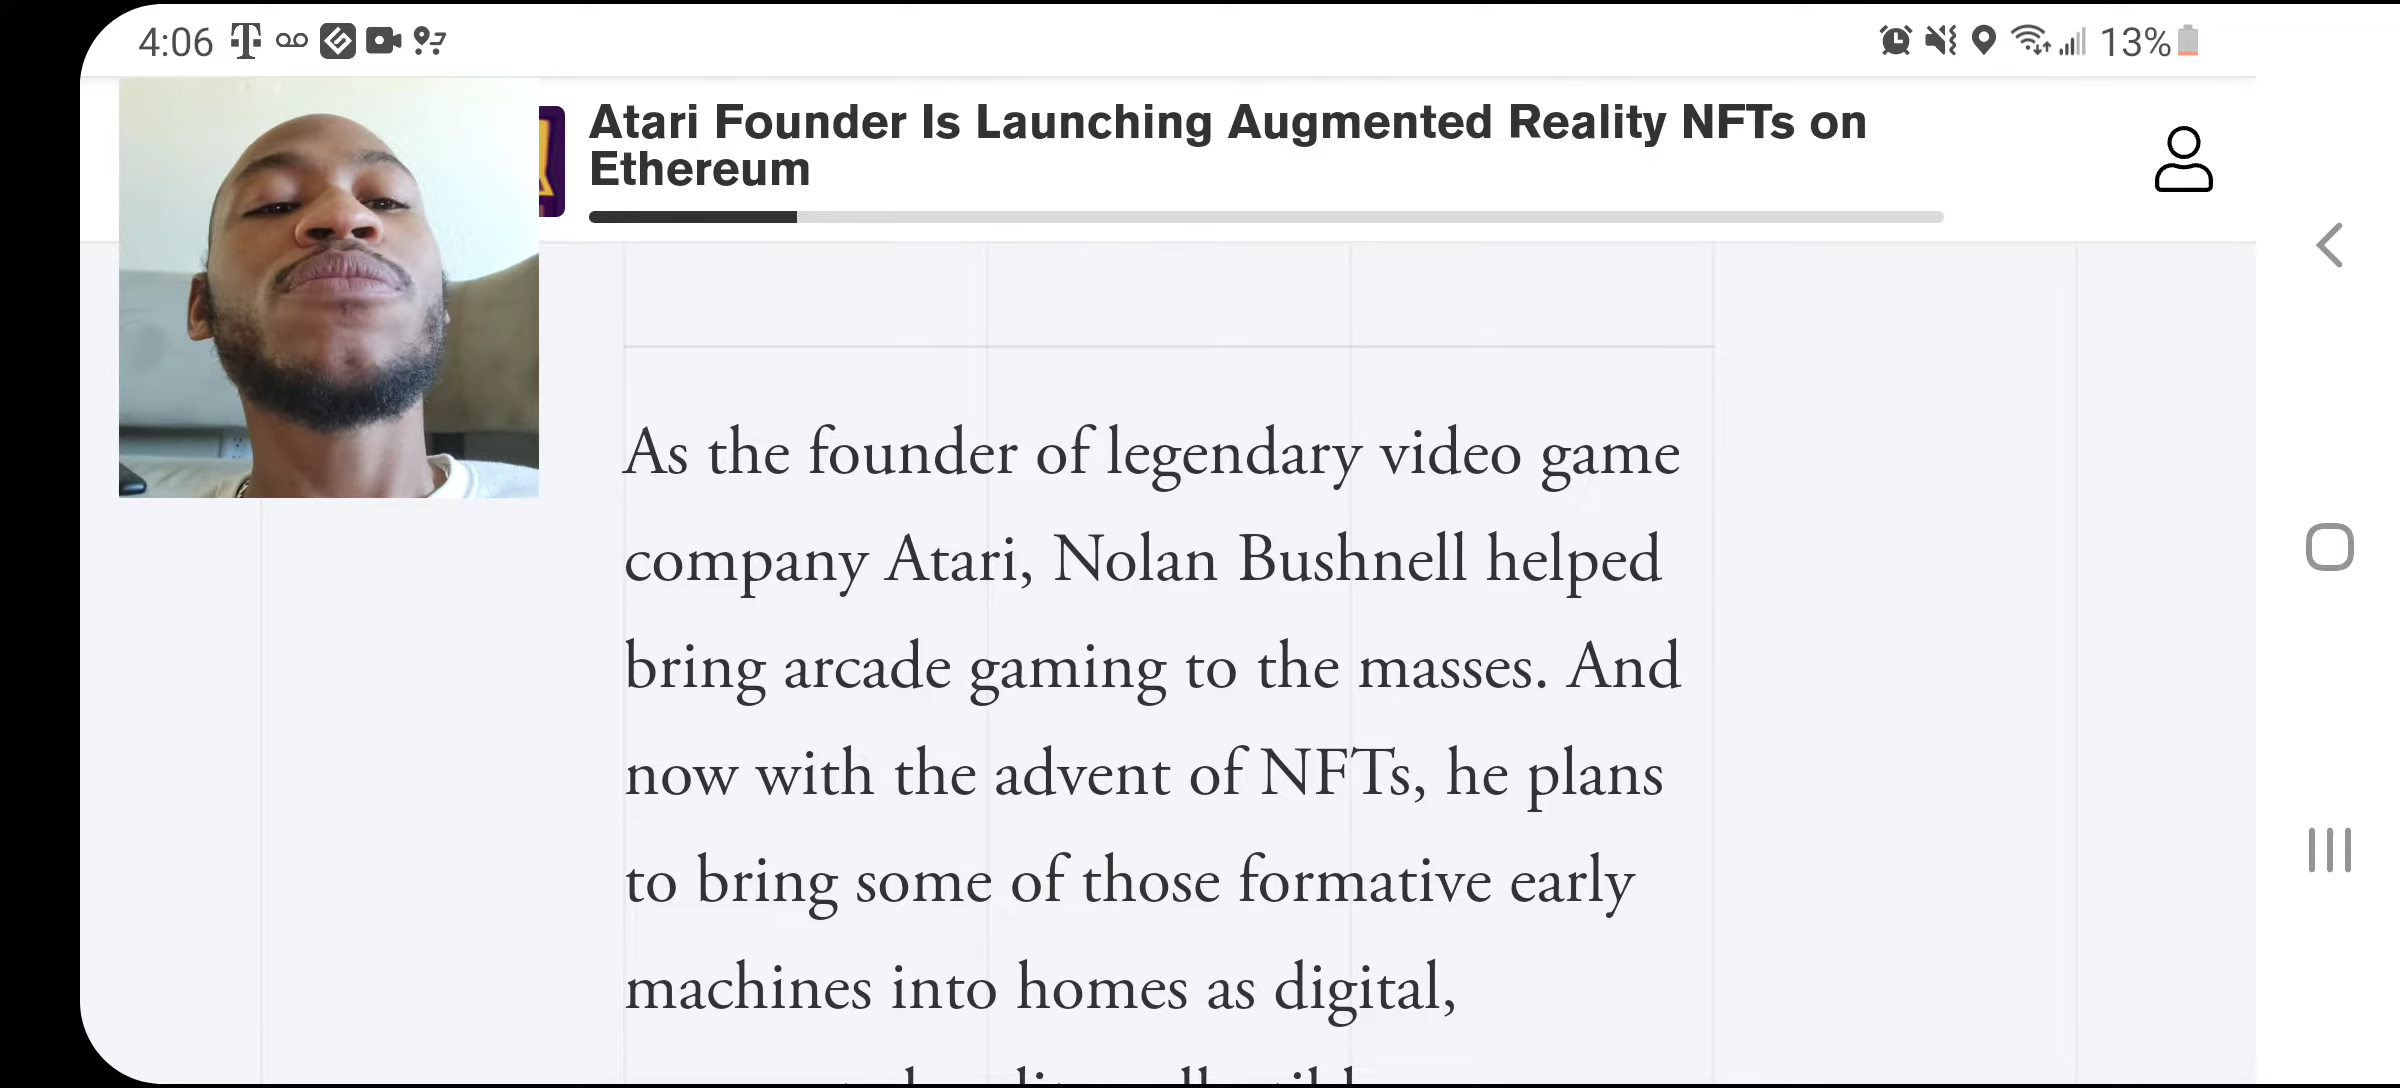 4:06
13%
Atari Founder Is Launching Augmented Reality NFTs on
Ethereum
As the founder of legendary video game
company Atari, Nolan Bushnell helped
bring arcade gaming to the masses. And
now with the advent of NFTs, he plans
to bring some of those formative early
machines into homes as digital,